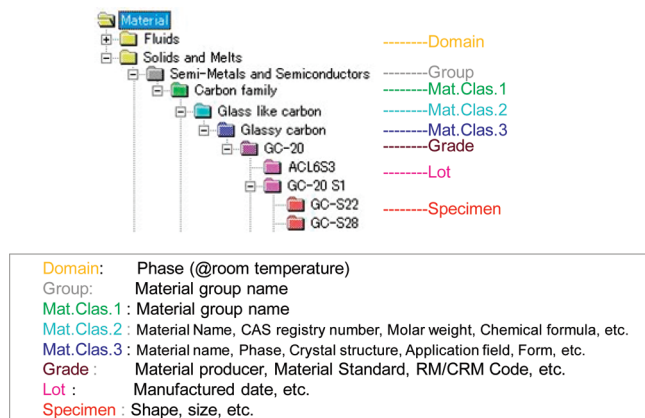 Material
Fluids
Solids and Melts --------Domain
Semi-Metals and Semiconductors --------Group
Carbon family --------Mat.Clas.1
Glass like carbon --------Mat.Clas.2
Glassy carbon --------Mat.Clas.3
GC-20 --------Grade
ACL6S3
GC-20 S1 --------Lot
GC-S22 --------Specimen
GC-S28
Domain: Phase (@room temperature)
Group: Material group name
Mat.Clas.1 : Material group name
Mat.Clas.2 : Material Name, CAS registry number, Molar weight, Chemical formula, etc.
Mat.Clas.3 : Material name, Phase, Crystal structure, Application field, Form, etc.
Grade : Material producer, Material Standard, RM/CRM Code, etc.
Lot : Manufactured date, etc.
Specimen : Shape, size, etc.